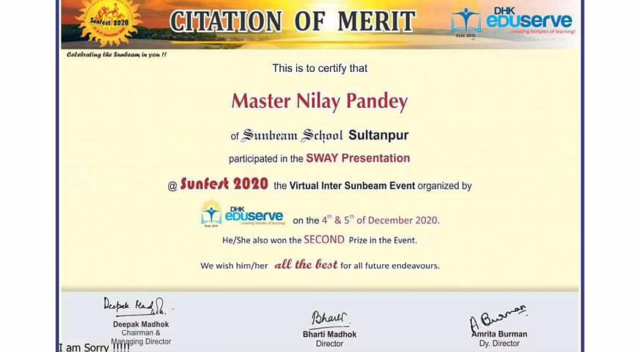 Sunfest 2020
CITATION OF MERIT
DHK
eDUserve
...creating temples of learning!
Celebrating the Sunbeam in you !!
This is to certify that
Master Nilay Pandey
of Sunbeam School Sultanpur
participated in the SWAY Presentation
@ Sunfest 2020 the Virtual Inter Sunbeam Event organized by
DHK
eDUserve
on the 4th & 5th of December 2020.
He/She also won the SECOND Prize in the Event.
We wish him/her all the best for all future endeavours.
Deepak Madhok
Chairman &
Managing Director
Bharti
Bharti Madhok
Director
A Burman
Amrita Burman
Dy. Director
I am Sorry !!!!!